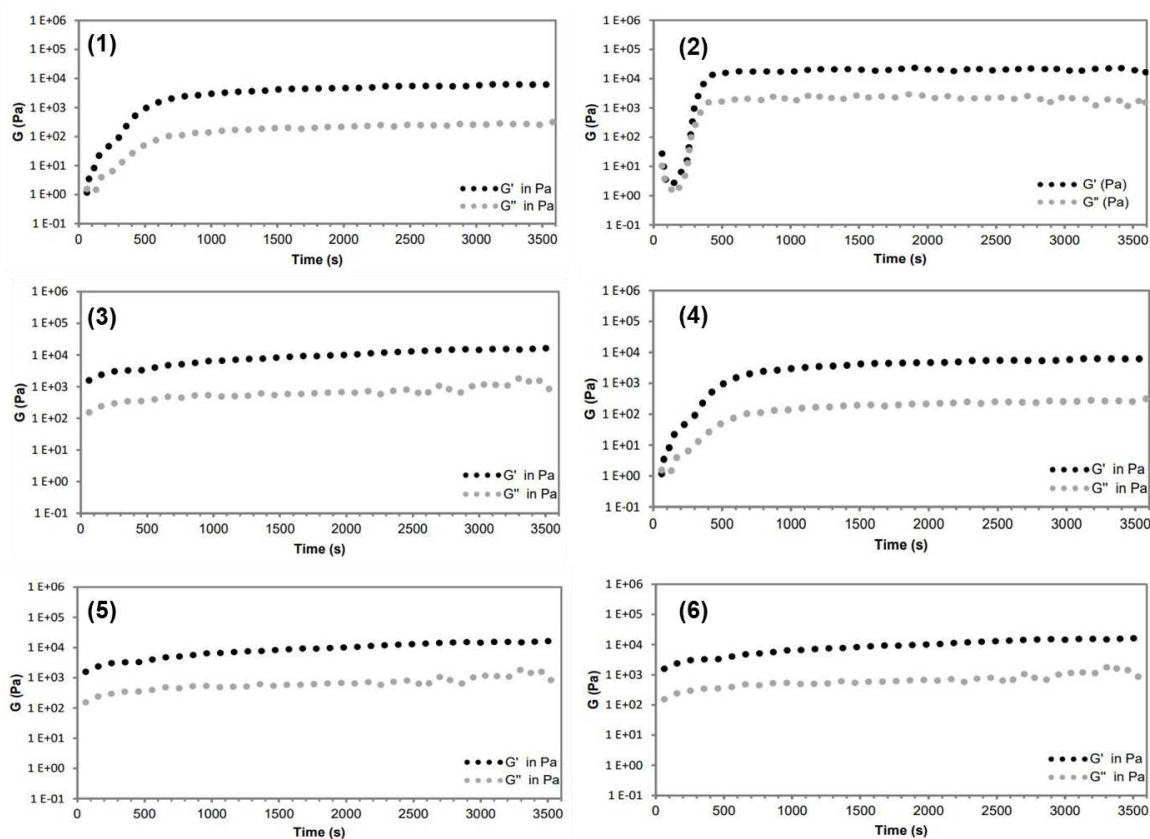 (1)
1 E+06
1 E+05
1 E+04
1 E+03
1 E+02
1 E+01
1 E+00
1 E-01
G (Pa)
G' in Pa
G" in Pa
0 500 1000 1500 2000 2500 3000 3500
Time (s)
(2)
1 E+06
1 E+05
1 E+04
1 E+03
1 E+02
1 E+01
1 E+00
1 E-01
G (Pa)
G' (Pa)
G" (Pa)
0 500 1000 1500 2000 2500 3000 3500
Time (s)
(3)
1 E+06
1 E+05
1 E+04
1 E+03
1 E+02
1 E+01
1 E+00
1 E-01
G (Pa)
G' in Pa
G" in Pa
0 500 1000 1500 2000 2500 3000 3500
Time (s)
(4)
1 E+06
1 E+05
1 E+04
1 E+03
1 E+02
1 E+01
1 E+00
1 E-01
G (Pa)
G' in Pa
G" in Pa
0 500 1000 1500 2000 2500 3000 3500
Time (s)
(5)
1 E+06
1 E+05
1 E+04
1 E+03
1 E+02
1 E+01
1 E+00
1 E-01
G (Pa)
G' in Pa
G" in Pa
0 500 1000 1500 2000 2500 3000 3500
Time (s)
(6)
1 E+06
1 E+05
1 E+04
1 E+03
1 E+02
1 E+01
1 E+00
1 E-01
G (Pa)
G' in Pa
G" in Pa
0 500 1000 1500 2000 2500 3000 3500
Time (s)